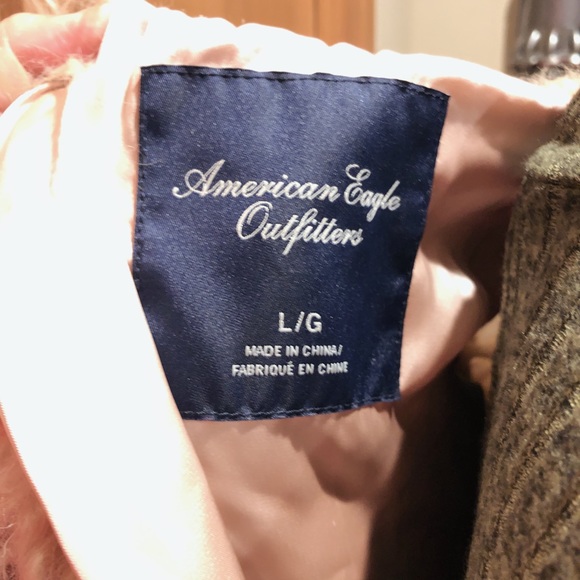 American Eagle
Outfitters
L/G
MADE IN CHINA/
FABRIQUÉ EN CHINE